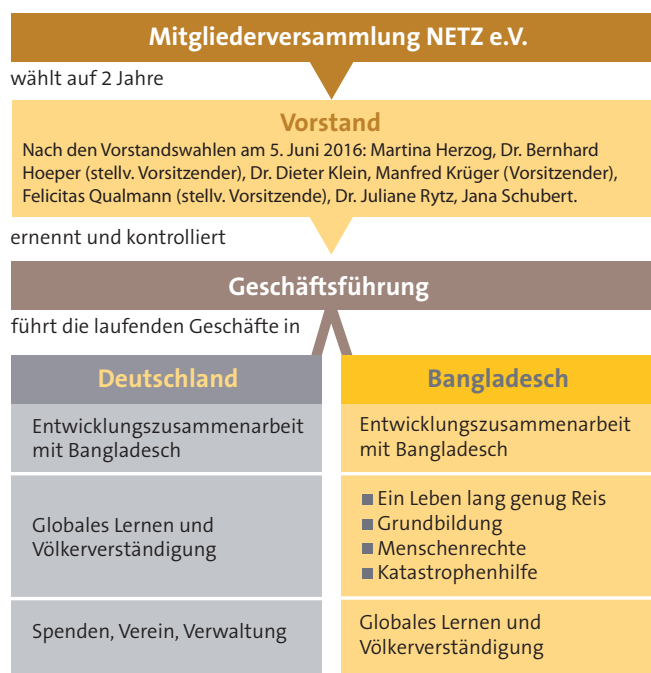 Mitgliederversammlung NETZ e.V.
wählt auf 2 Jahre
Vorstand
Nach den Vorstandswahlen am 5. Juni 2016: Martina Herzog, Dr. Bernhard
Hoeper (stellv. Vorsitzender), Dr. Dieter Klein, Manfred Krüger (Vorsitzender),
Felicitas Qualmann (stellv. Vorsitzende), Dr. Juliane Rytz, Jana Schubert.
ernennt und kontrolliert
Geschäftsführung
führt die laufenden Geschäfte in
Deutschland
Entwicklungszusammenarbeit
mit Bangladesch
Globales Lernen und
Völkerverständigung
Spenden, Verein, Verwaltung
Bangladesch
Entwicklungszusammenarbeit
mit Bangladesch
■ Ein Leben lang genug Reis
■ Grundbildung
■ Menschenrechte
■ Katastrophenhilfe
Globales Lernen und
Völkerverständigung